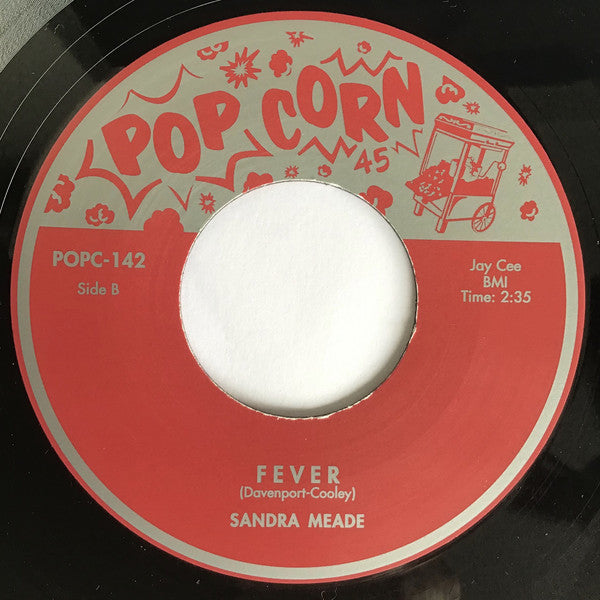 POP CORN
45
POPC-142
Side B
Jay Cee
BMI
Time: 2:35
FEVER
(Davenport-Cooley)
SANDRA MEADE